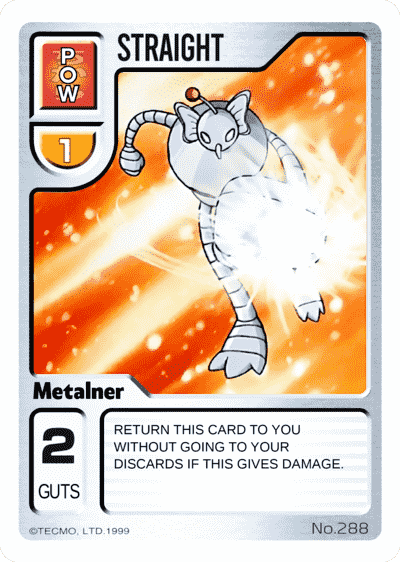 STRAIGHT
POW
1
Metalner
2
GUTS
RETURN THIS CARD TO YOU
WITHOUT GOING TO YOUR
DISCARDS IF THIS GIVES DAMAGE.
©TECMO, LTD.1999
No.288